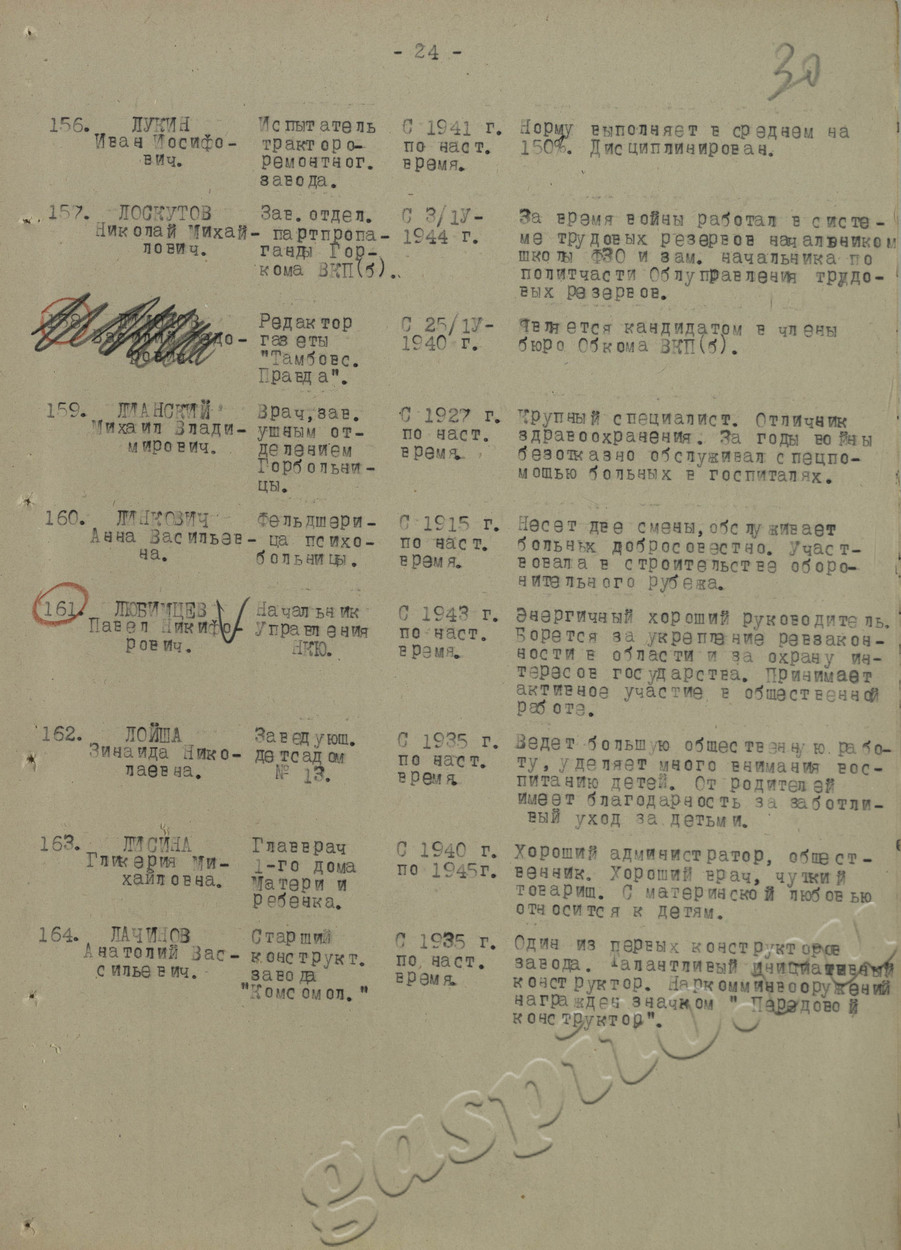 - 24 -
30
156. ЛУКИН
Иван Иосифо-
вич.
Испытатель
тракторо-
ремонтног.
завода.
С 1941 г.
по наст.
время.
Норму выполняет в среднем на
150%. Дисциплинирован.
157. ЛОСКУТОВ
Николай Михай-
лович.
Зав. отдел.
партпропа-
ганды Гор-
кома ВКП(б).
С 3/1У-
1944 г.
За время войны работал в систе-
ме трудовых резервов начальником
школы ФЗО и зам. начальника по
политчасти Облуправления трудо-
вых резервов.
Редактор
газеты
"Тамбовс.
Правда".
С 25/1У-
1940 г.
Является кандидатом в члены
бюро Обкома ВКП(б).
159. ЛИАНСКИЙ
Михаил Влади-
мирович.
Врач, зав.
ушным от-
делением
Горбольни-
цы.
С 1927 г.
по наст.
время.
Крупный специалист. Отличник
здравоохранения. За годы войны
безотказно обслуживал спецпо-
мощью больных в госпиталях.
160. ЛИНКОВИЧ
Анна Васильев-
на.
Фельдшери-
ца психо-
больницы.
С 1915 г.
по наст.
время.
Несет две смены, обслуживает
больных добросовестно. Участ-
вовала в строительстве оборо-
нительного рубежа.
161. ЛЮБИМЦЕВ
Павел Никифо-
рович.
Начальник
Управления
НКЮ.
С 1943 г.
по наст.
время.
Энергичный хороший руководитель.
Борется за укрепление ревзакон-
ности в области и за охрану ин-
тересов государства. Принимает
активное участие в общественной
работе.
162. ЛОЙША
Зинаида Нико-
лаевна.
Заведующ.
детсадом
№ 13.
С 1935 г.
по наст.
время.
Ведет большую общественную рабо-
ту, уделяет много внимания вос-
питанию детей. От родителей
имеет благодарность за заботли-
вый уход за детьми.
163. ЛИСИНА
Гликерия Ми-
хайловна.
Главврач
1-го дома
Матери и
ребенка.
С 1940 г.
по 1945г.
Хороший администратор, общест-
венник. Хороший врач, чуткий
товарищ. С материнской любовью
относится к детям.
164. ЛАЧИНОВ
Анатолий Вас-
сильевич.
Старший
конструкт.
завода
"Комсомол."
С 1935 г.
по наст.
время.
Один из первых конструкторов
завода. Талантливый инициативный
конструктор. Наркомминвооружений
награжден значком " Передовой
конструктор".